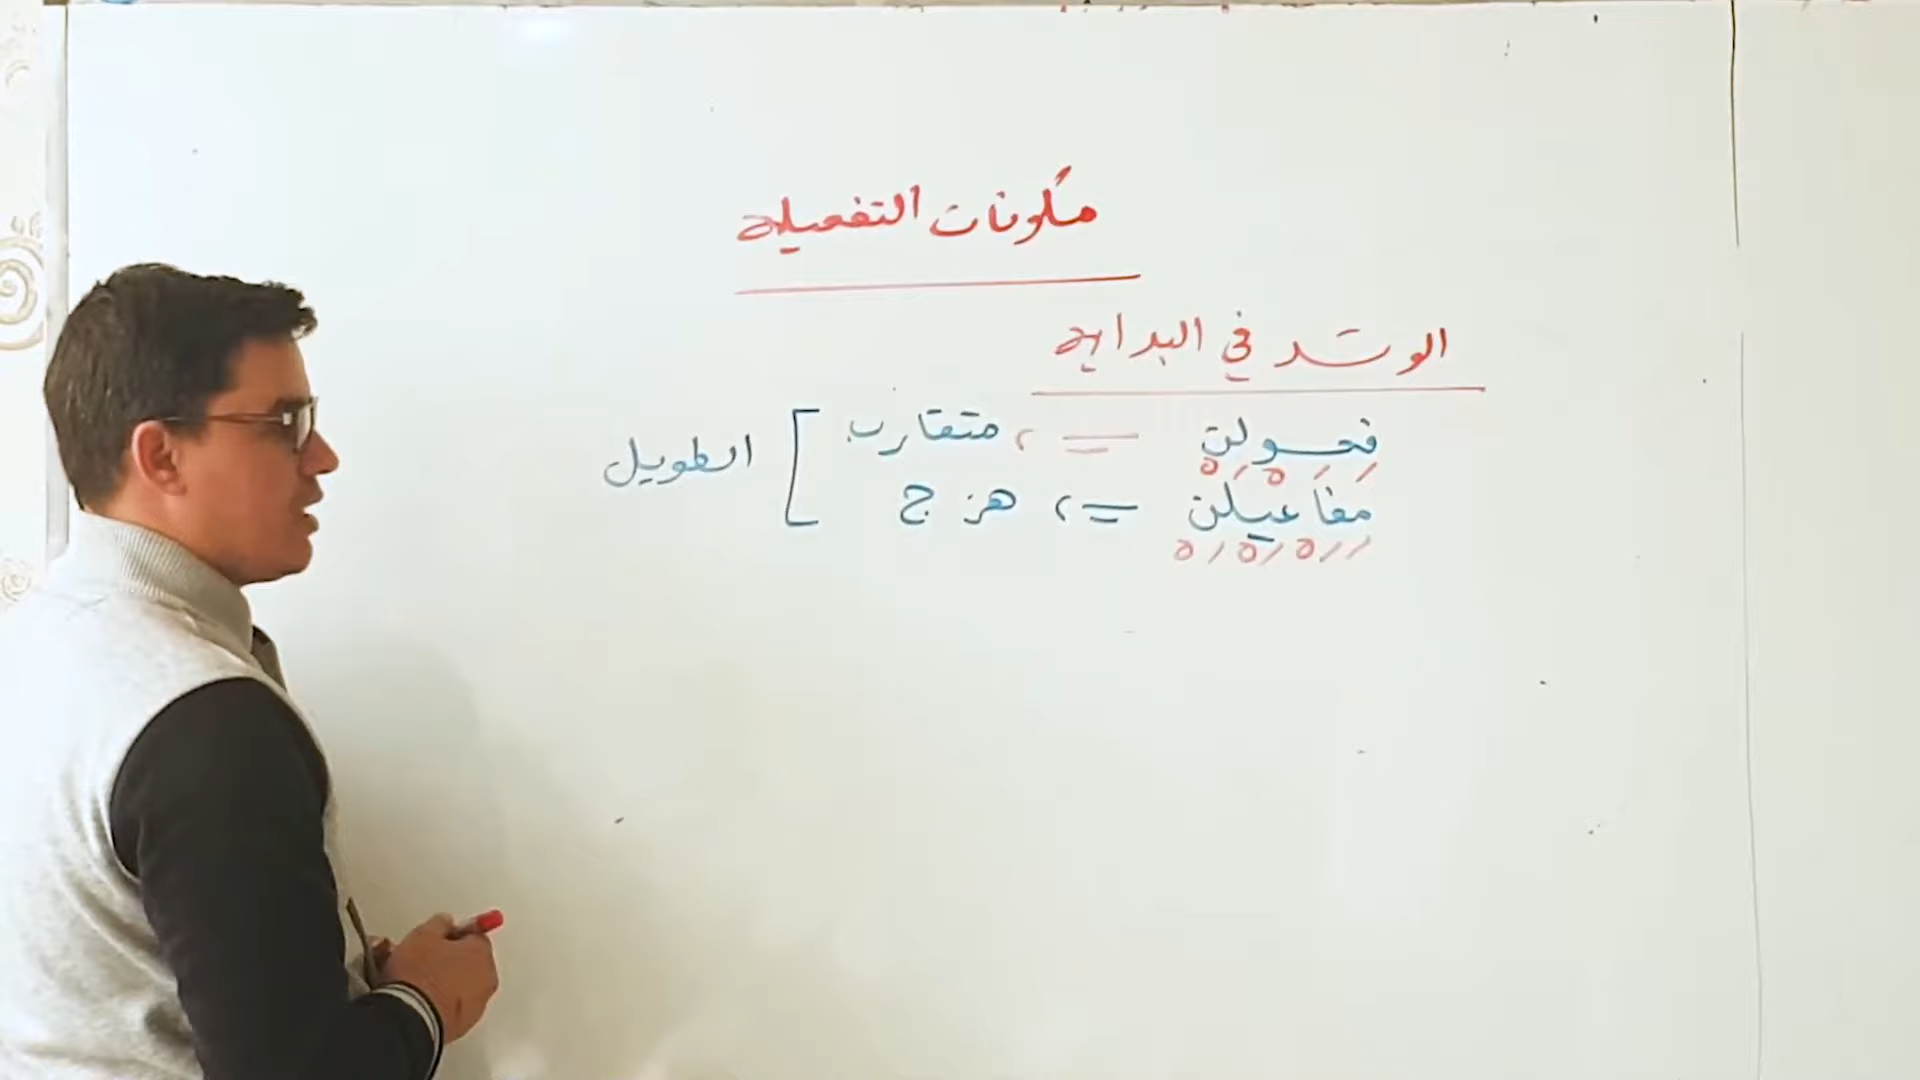 مكونات التفعيلة
الوتد في البداية
فعولن = متقارب
//o/o
مفاعيلن = هزج
//o/o/o
] الطويل